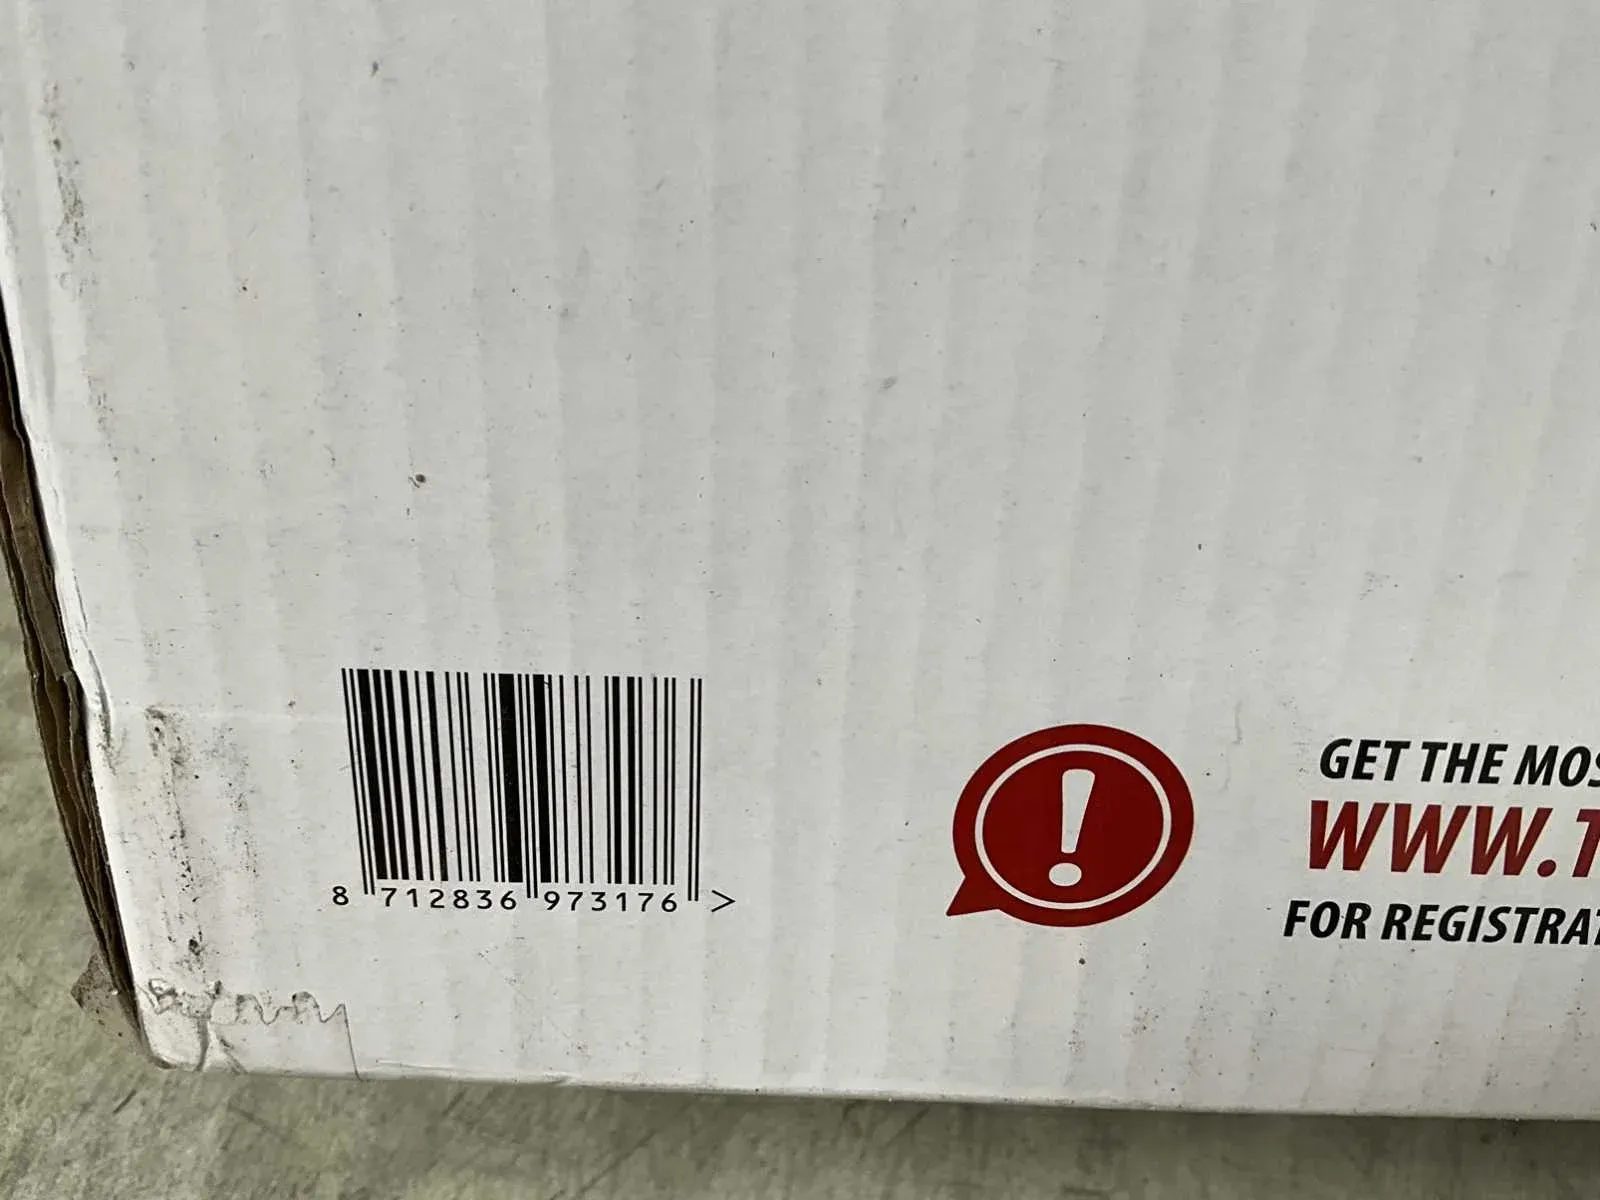 8 712836 973176 >
GET THE MOS
WWW.T
FOR REGISTRAT